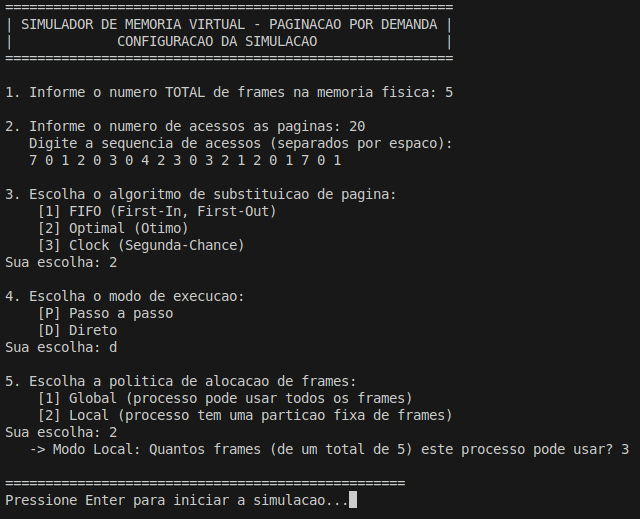 ========================================================
| SIMULADOR DE MEMORIA VIRTUAL - PAGINACAO POR DEMANDA |
|             CONFIGURACAO DA SIMULACAO                |
========================================================
1. Informe o numero TOTAL de frames na memoria fisica: 5
2. Informe o numero de acessos as paginas: 20
   Digite a sequencia de acessos (separados por espaco):
   7 0 1 2 0 3 0 4 2 3 0 3 2 1 2 0 1 7 0 1
3. Escolha o algoritmo de substituicao de pagina:
    [1] FIFO (First-In, First-Out)
    [2] Optimal (Otimo)
    [3] Clock (Segunda-Chance)
Sua escolha: 2
4. Escolha o modo de execucao:
    [P] Passo a passo
    [D] Direto
Sua escolha: d
5. Escolha a politica de alocacao de frames:
    [1] Global (processo pode usar todos os frames)
    [2] Local (processo tem uma particao fixa de frames)
Sua escolha: 2
   -> Modo Local: Quantos frames (de um total de 5) este processo pode usar? 3
==================================================
Pressione Enter para iniciar a simulacao...